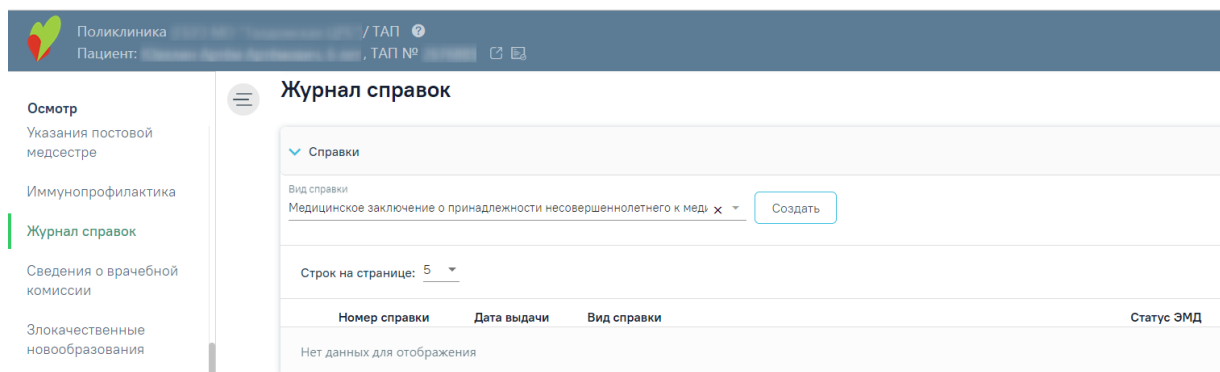 Поликлиника / ТАП
Пациент: , ТАП №
Журнал справок
Осмотр
Указания постовой
медсестре
Иммунопрофилактика
Журнал справок
Сведения о врачебной
комиссии
Злокачественные
новообразования
Справки
Вид справки
Медицинское заключение о принадлежности несовершеннолетнего к меди
Создать
Строк на странице: 5
Номер справки Дата выдачи Вид справки Статус ЭМД
Нет данных для отображения